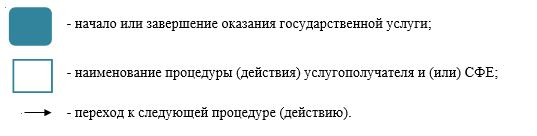 - начало или завершение оказания государственной услуги;
- наименование процедуры (действия) услугополучателя и (или) СФЕ;
- переход к следующей процедуре (действию).